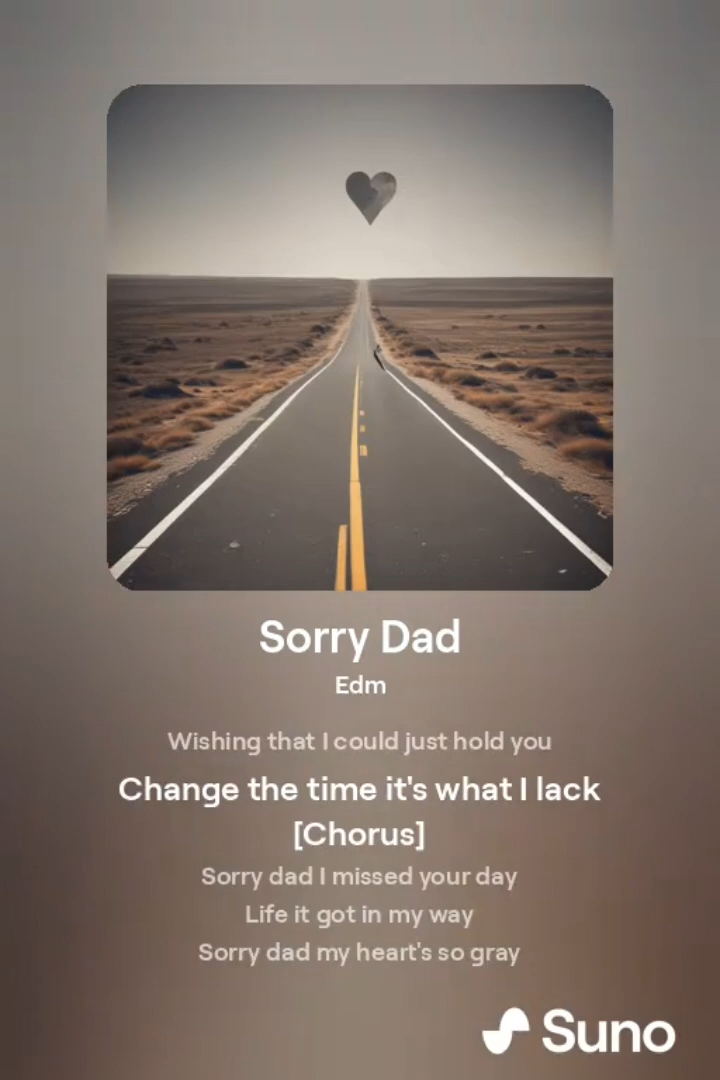 Sorry Dad
Edm
Wishing that I could just hold you
Change the time it's what I lack
[Chorus]
Sorry dad I missed your day
Life it got in my way
Sorry dad my heart's so gray
Suno